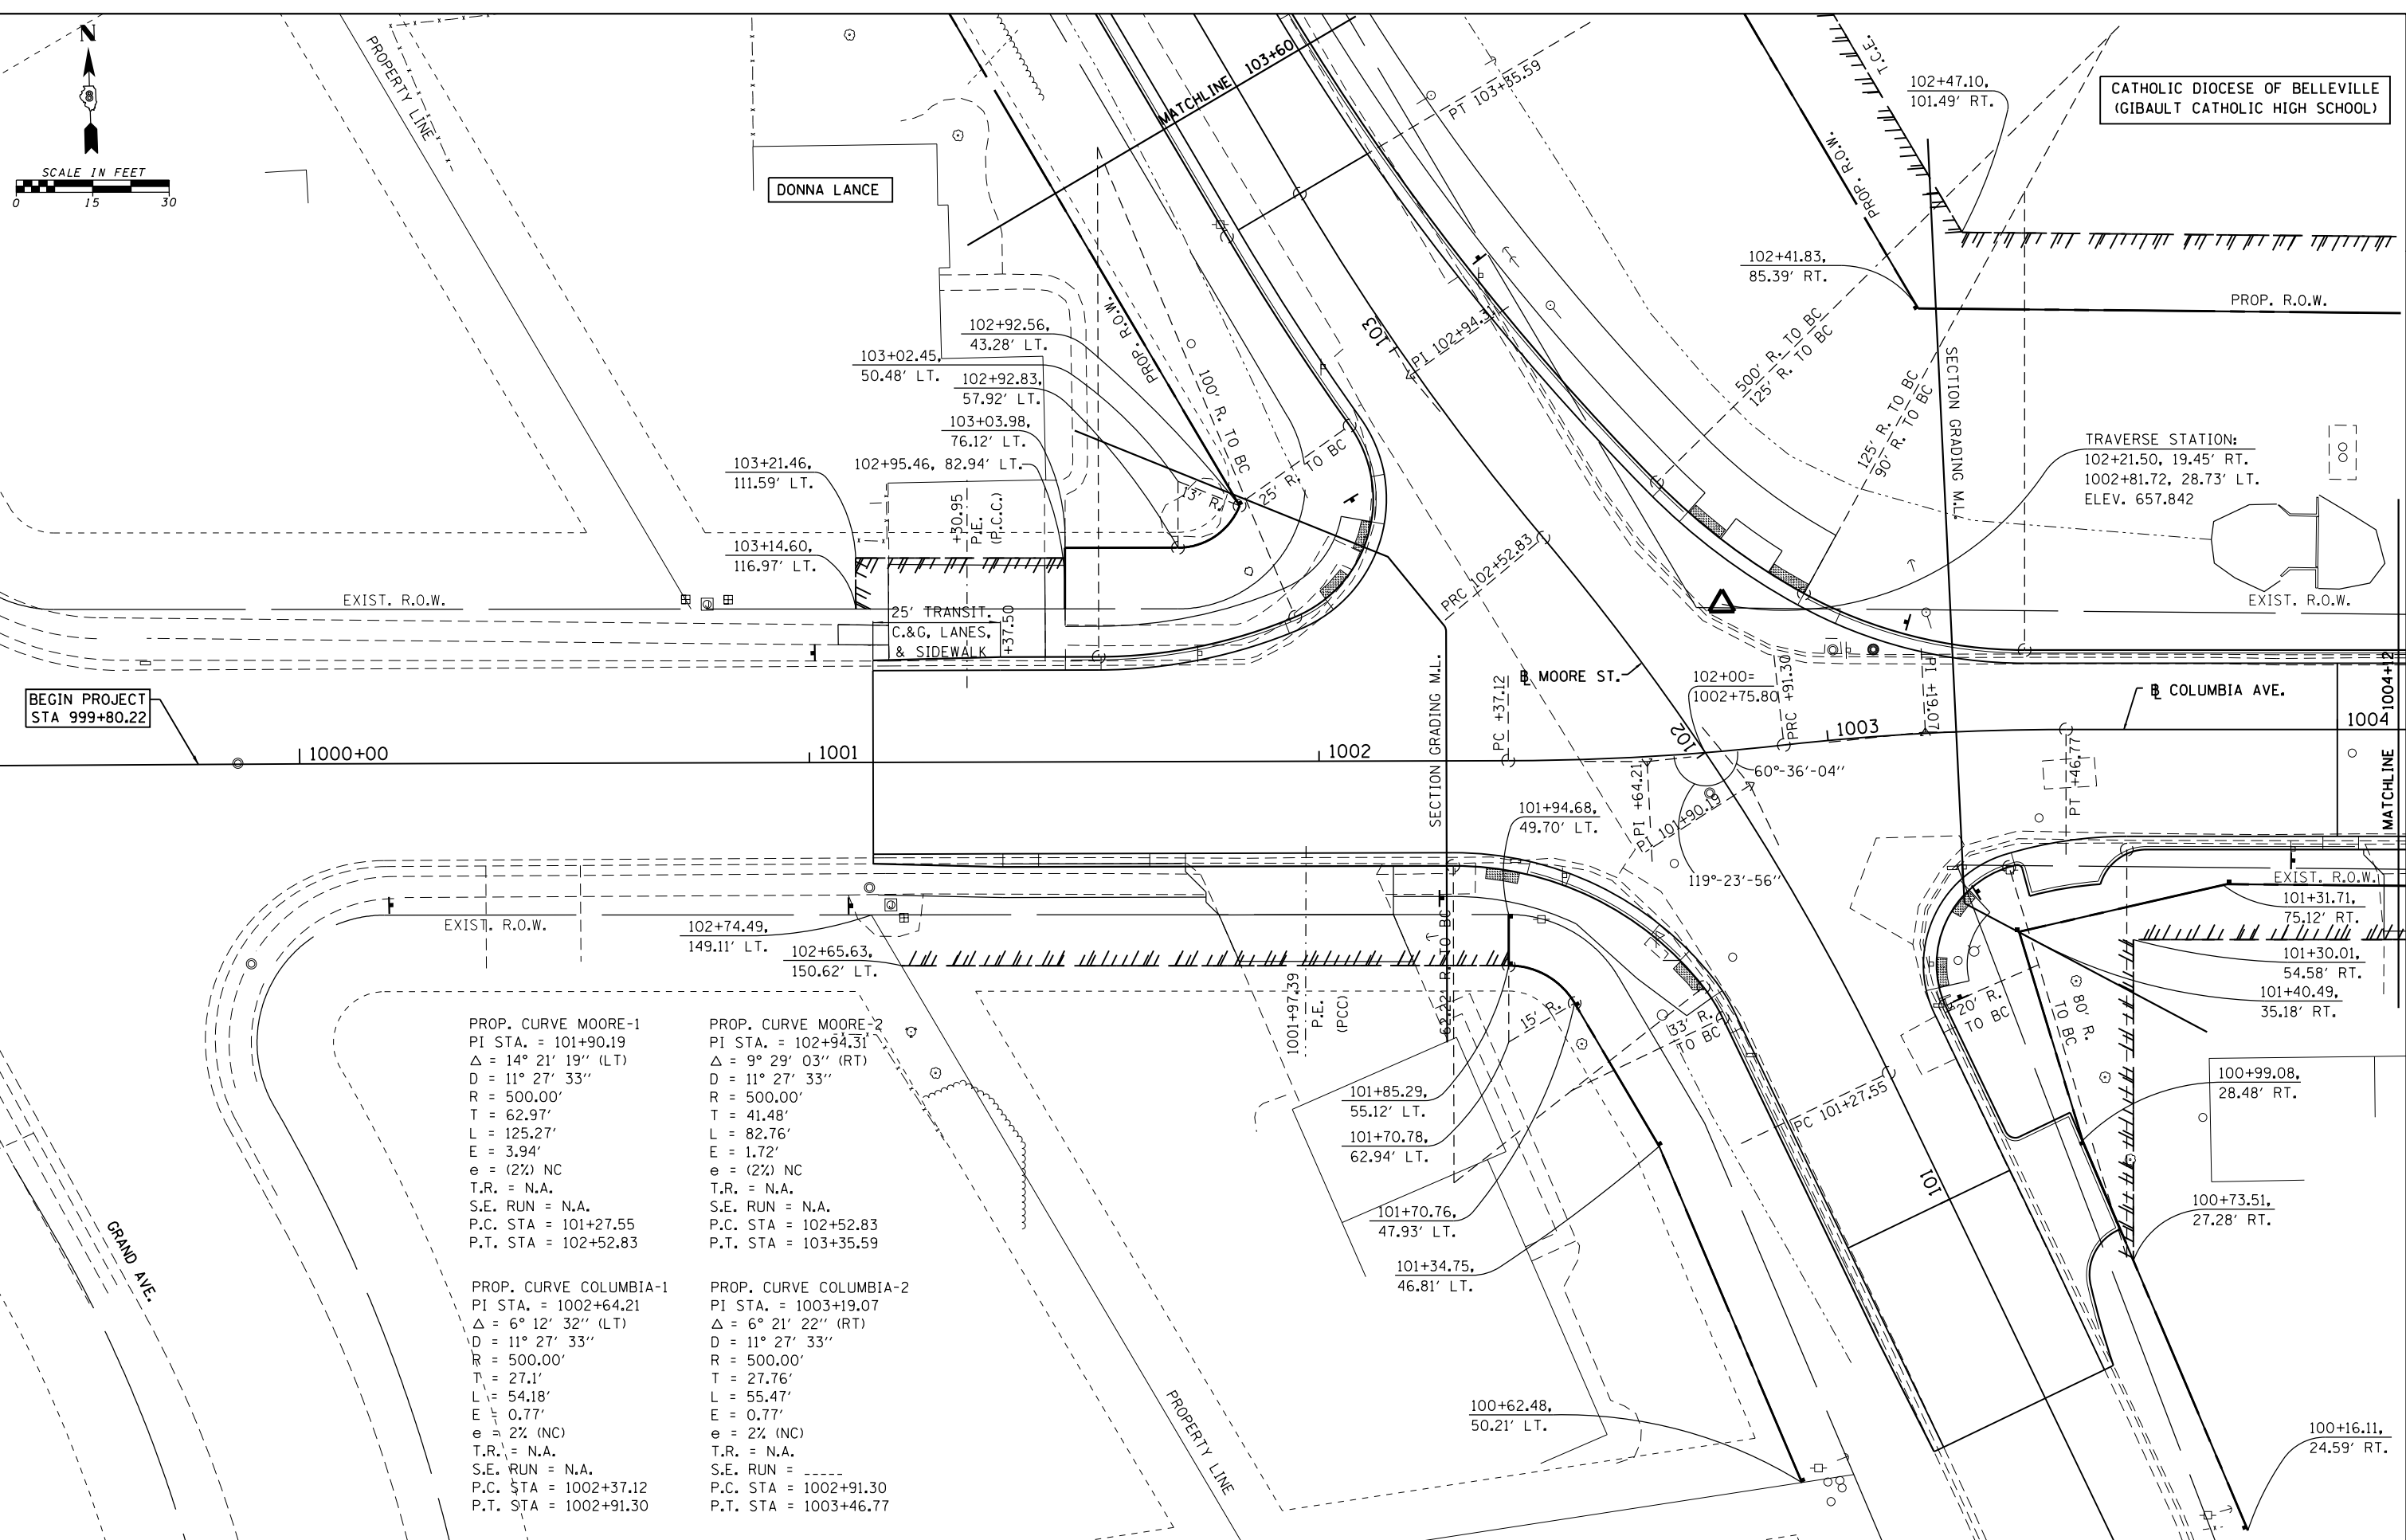 N
SCALE IN FEET
0 15 30
PROPERTY LINE
DONNA LANCE
MATCHLINE 103+60
PT 103+35.59
T.C.E.
102+47.10,
101.49' RT.
CATHOLIC DIOCESE OF BELLEVILLE
(GIBAULT CATHOLIC HIGH SCHOOL)
PROP. R.O.W.
102+41.83,
85.39' RT.
PROP. R.O.W.
PROP. R.O.W.
102+92.56,
43.28' LT.
103+02.45,
50.48' LT.
102+92.83,
57.92' LT.
103+03.98,
76.12' LT.
102+95.46, 82.94' LT.
103+21.46,
111.59' LT.
103+14.60,
116.97' LT.
100' R. TO BC
13' R.
25' R. TO BC
103
PI 102+94.31
500' R. TO BC
125' R. TO BC
125' R. TO BC
90' R. TO BC
SECTION GRADING M.L.
TRAVERSE STATION:
102+21.50, 19.45' RT.
1002+81.72, 28.73' LT.
ELEV. 657.842
+30.95
P.E.
(P.C.C.)
EXIST. R.O.W.
25' TRANSIT.
C.&G, LANES,
& SIDEWALK
+37.50
PRC 102+52.83
EXIST. R.O.W.
BEGIN PROJECT
STA 999+80.22
1000+00
1001
1002
SECTION GRADING M.L.
PC +37.12
℄ MOORE ST.
102+00=
1002+75.80
PRC +91.30
PI +19.07
1003
℄ COLUMBIA AVE.
1004
MATCHLINE 1004+12
102
60°-36'-04''
119°-23'-56''
PI +64.21
PI 101+90.19
PT +46.77
101+94.68,
49.70' LT.
EXIST. R.O.W.
102+74.49,
149.11' LT.
102+65.63,
150.62' LT.
1001+97.39
P.E.
(PCC)
62.22' R. TO BC
15' R.
33' R.
TO BC
20' R.
TO BC
80' R.
TO BC
EXIST. R.O.W.
101+31.71,
75.12' RT.
101+30.01,
54.58' RT.
101+40.49,
35.18' RT.
100+99.08,
28.48' RT.
100+73.51,
27.28' RT.
100+16.11,
24.59' RT.
PC 101+27.55
101
101+85.29,
55.12' LT.
101+70.78,
62.94' LT.
101+70.76,
47.93' LT.
101+34.75,
46.81' LT.
100+62.48,
50.21' LT.
GRAND AVE.
PROPERTY LINE
PROP. CURVE MOORE-1
PI STA. = 101+90.19
Δ = 14° 21' 19'' (LT)
D = 11° 27' 33''
R = 500.00'
T = 62.97'
L = 125.27'
E = 3.94'
e = (2%) NC
T.R. = N.A.
S.E. RUN = N.A.
P.C. STA = 101+27.55
P.T. STA = 102+52.83
PROP. CURVE MOORE-2
PI STA. = 102+94.31
Δ = 9° 29' 03'' (RT)
D = 11° 27' 33''
R = 500.00'
T = 41.48'
L = 82.76'
E = 1.72'
e = (2%) NC
T.R. = N.A.
S.E. RUN = N.A.
P.C. STA = 102+52.83
P.T. STA = 103+35.59
PROP. CURVE COLUMBIA-1
PI STA. = 1002+64.21
Δ = 6° 12' 32'' (LT)
D = 11° 27' 33''
R = 500.00'
T = 27.1'
L = 54.18'
E = 0.77'
e = 2% (NC)
T.R. = N.A.
S.E. RUN = N.A.
P.C. STA = 1002+37.12
P.T. STA = 1002+91.30
PROP. CURVE COLUMBIA-2
PI STA. = 1003+19.07
Δ = 6° 21' 22'' (RT)
D = 11° 27' 33''
R = 500.00'
T = 27.76'
L = 55.47'
E = 0.77'
e = 2% (NC)
T.R. = N.A.
S.E. RUN = _____
P.C. STA = 1002+91.30
P.T. STA = 1003+46.77